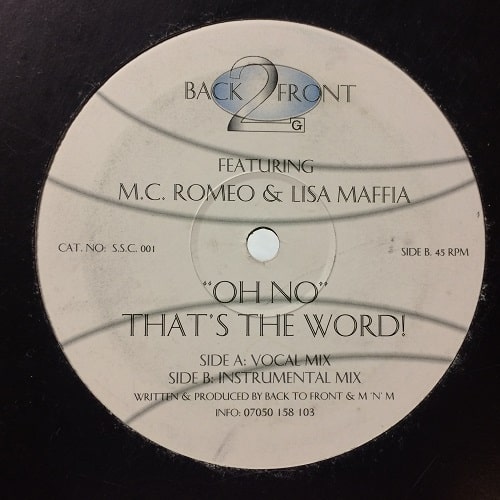 BACK 2 FRONT
G
FEATURING
M.C. ROMEO & LISA MAFFIA
CAT. NO: S.S.C. 001
SIDE B. 45 RPM
"OH NO"
THAT'S THE WORD!
SIDE A: VOCAL MIX
SIDE B: INSTRUMENTAL MIX
WRITTEN & PRODUCED BY BACK TO FRONT & M 'N' M
INFO: 07050 158 103